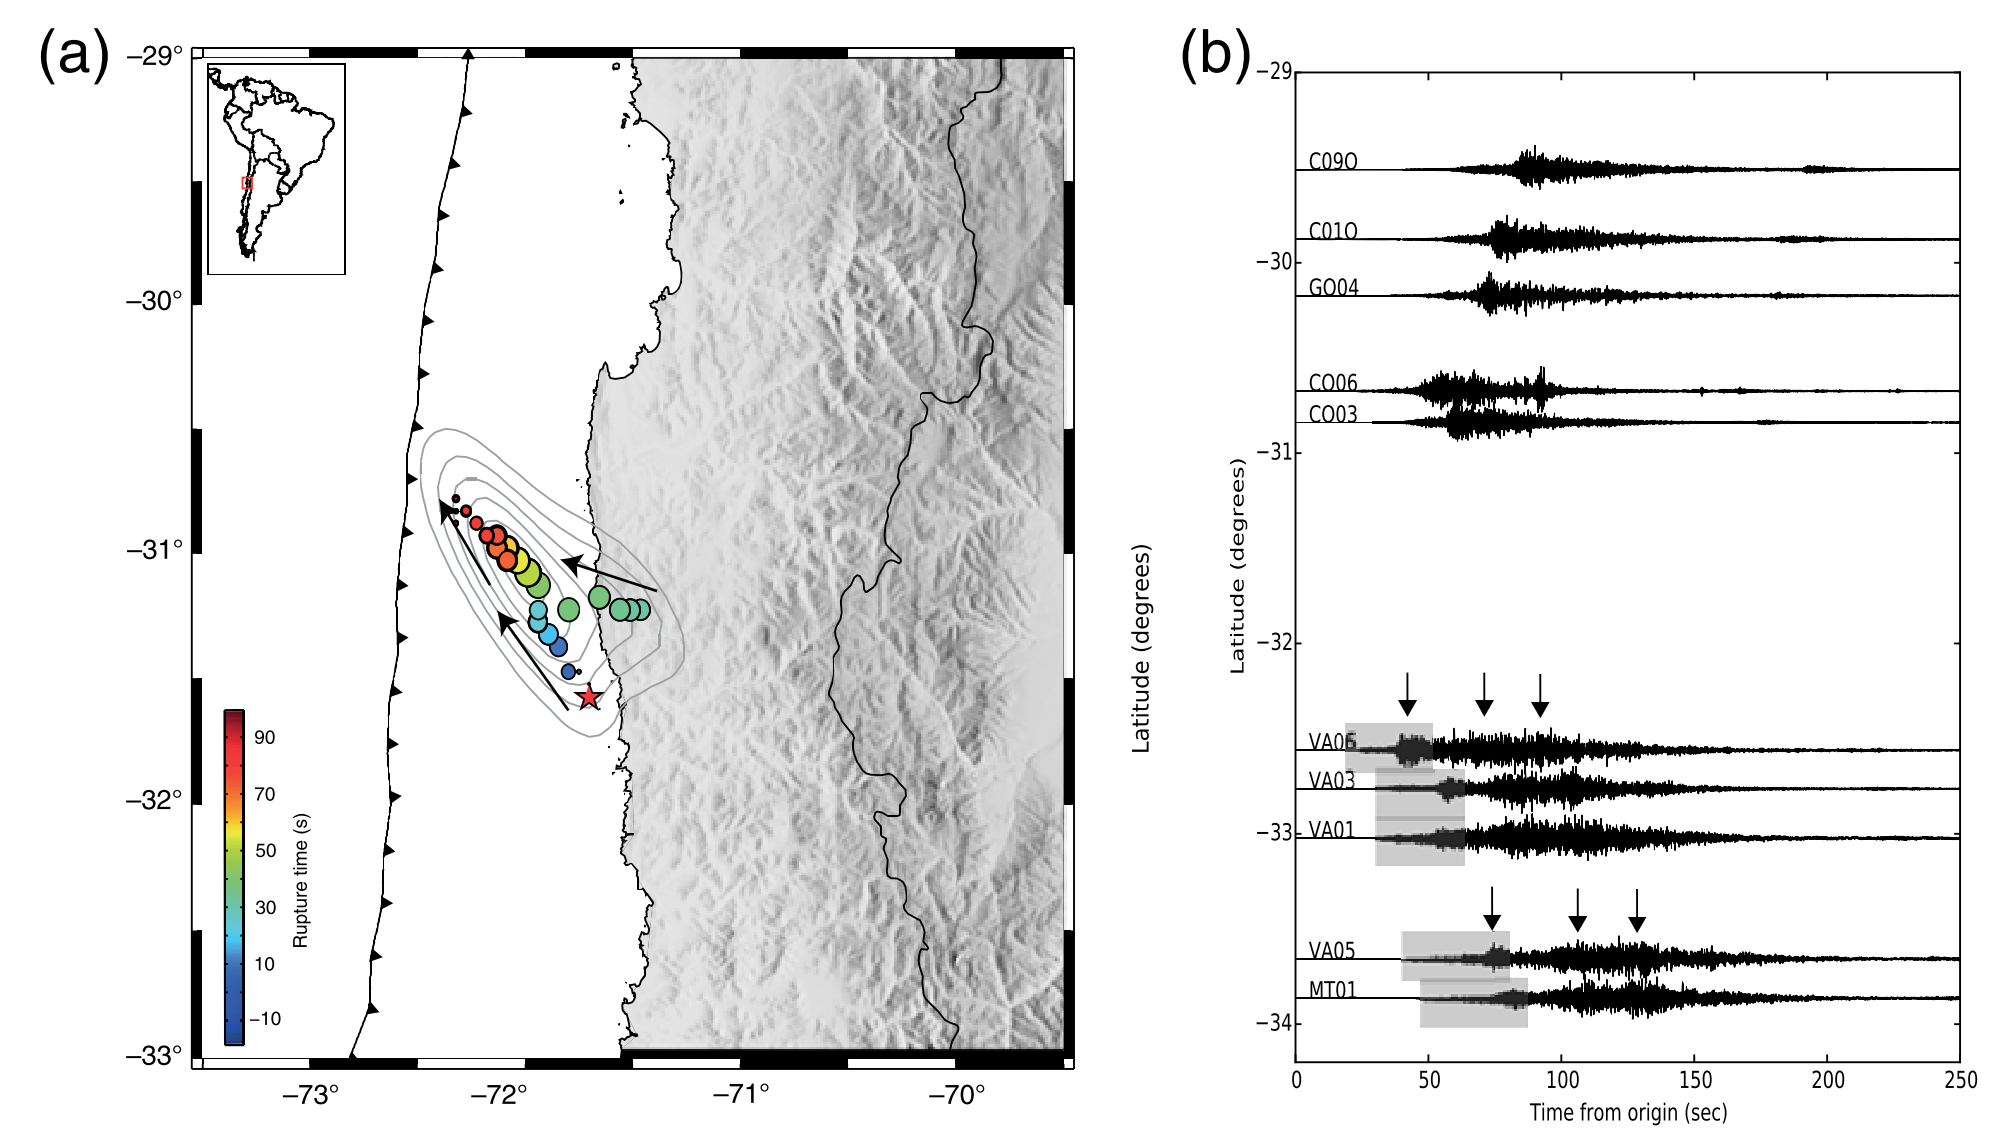 (a)
−29°
−30°
−31°
−32°
−33°
−73°
−72°
−71°
−70°
90
70
50
30
10
−10
Rupture time (s)
Latitude (degrees)
(b)
Latitude (degrees)
−29
−30
−31
−32
−33
−34
C09O
C01O
GO04
CO06
CO03
VA06
VA03
VA01
VA05
MT01
0
50
100
150
200
250
Time from origin (sec)